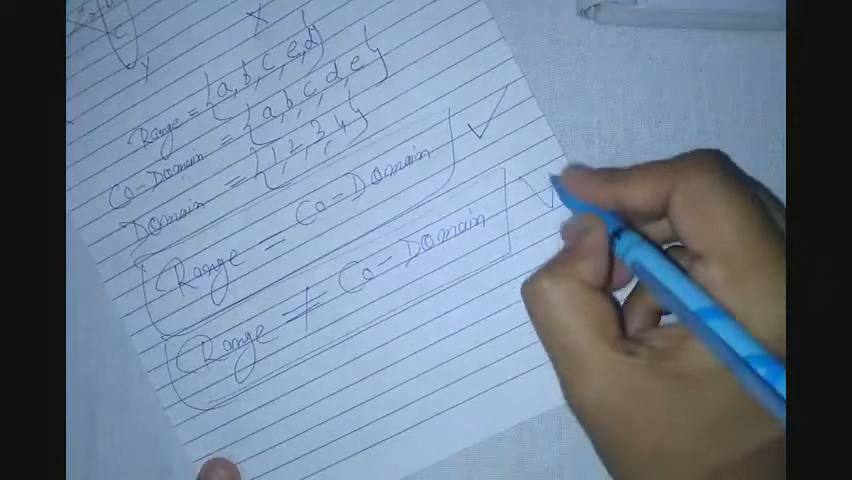 X
Y
Range = {a, b, c, e, d}
Co-Domain = {a, b, c, d, e}
Domain = {1, 2, 3, 4}
Range = Co-Domain
Range ≠ Co-Domain